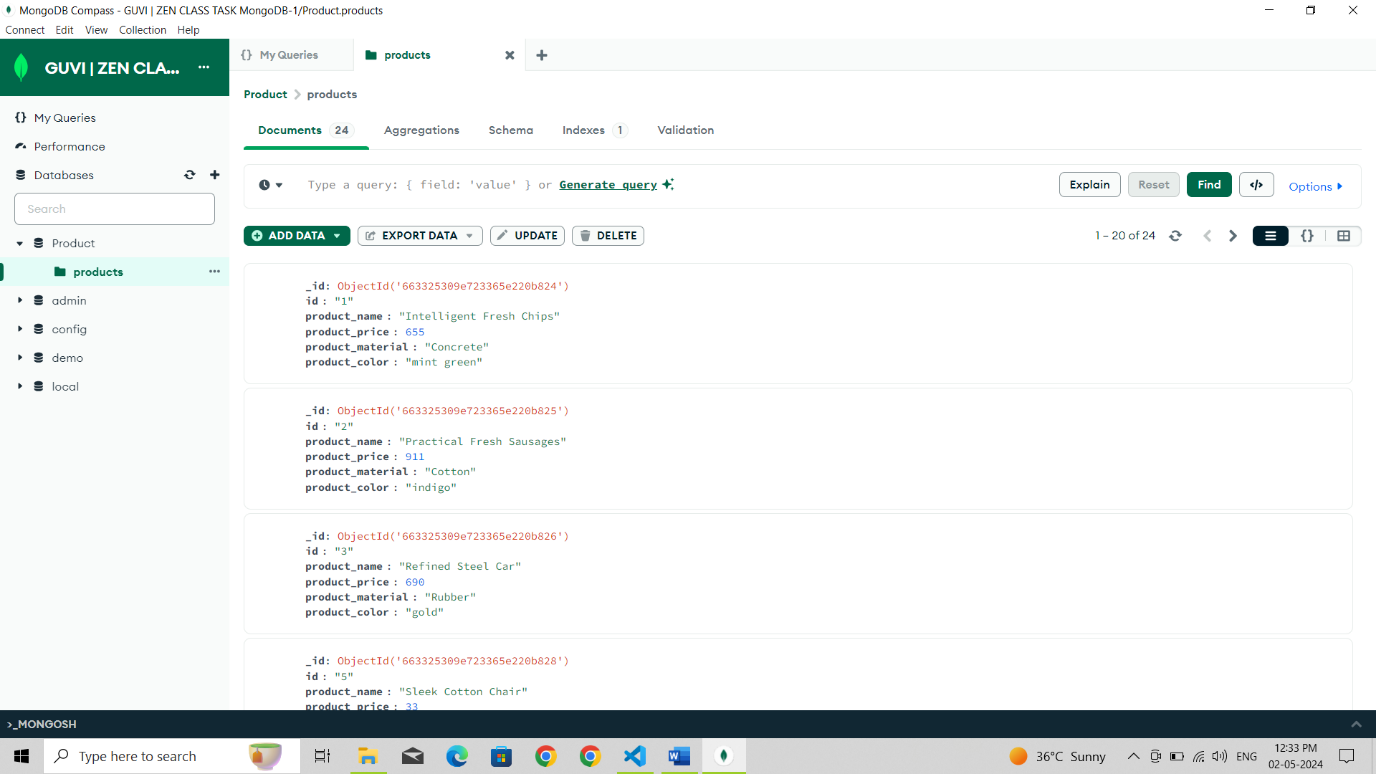 MongoDB Compass - GUVI | ZEN CLASS TASK MongoDB-1/Product.products
Connect Edit View Collection Help
GUVI | ZEN CLA... ...
{} My Queries
products
{} My Queries
Performance
Databases
Search
Product
products ...
admin
config
demo
local
Product > products
Documents 24 Aggregations Schema Indexes 1 Validation
Type a query: { field: 'value' } or Generate query
Explain Reset Find </> Options
ADD DATA EXPORT DATA UPDATE DELETE
1 – 20 of 24 {}
_id: ObjectId('663325309e723365e220b824')
id : "1"
product_name : "Intelligent Fresh Chips"
product_price : 655
product_material : "Concrete"
product_color : "mint green"
_id: ObjectId('663325309e723365e220b825')
id : "2"
product_name : "Practical Fresh Sausages"
product_price : 911
product_material : "Cotton"
product_color : "indigo"
_id: ObjectId('663325309e723365e220b826')
id : "3"
product_name : "Refined Steel Car"
product_price : 690
product_material : "Rubber"
product_color : "gold"
_id: ObjectId('663325309e723365e220b828')
id : "5"
product_name : "Sleek Cotton Chair"
product_price : 33
>_MONGOSH
Type here to search
36°C Sunny
ENG
12:33 PM
02-05-2024